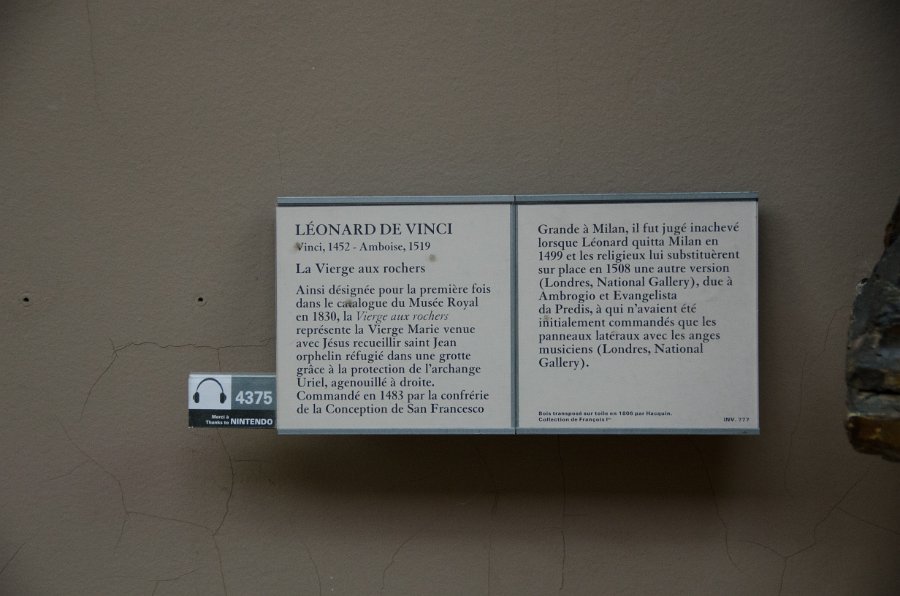 LÉONARD DE VINCI
Vinci, 1452 - Amboise, 1519
La Vierge aux rochers
Ainsi désignée pour la première fois
dans le catalogue du Musée Royal
en 1830, la Vierge aux rochers
représente la Vierge Marie venue
avec Jésus recueillir saint Jean
orphelin réfugié dans une grotte
grâce à la protection de l'archange
Uriel, agenouillé à droite.
Commandé en 1483 par la confrérie
de la Conception de San Francesco
Grande à Milan, il fut jugé inachevé
lorsque Léonard quitta Milan en
1499 et les religieux lui substituèrent
sur place en 1508 une autre version
(Londres, National Gallery), due à
Ambrogio et Evangelista
da Predis, à qui n'avaient été
initialement commandés que les
panneaux latéraux avec les anges
musiciens (Londres, National
Gallery).
Bois transposé sur toile en 1806 par Hacquin.
Collection de François Iᵉʳ
INV. 777
4375
Merci à
Thanks to NINTENDO